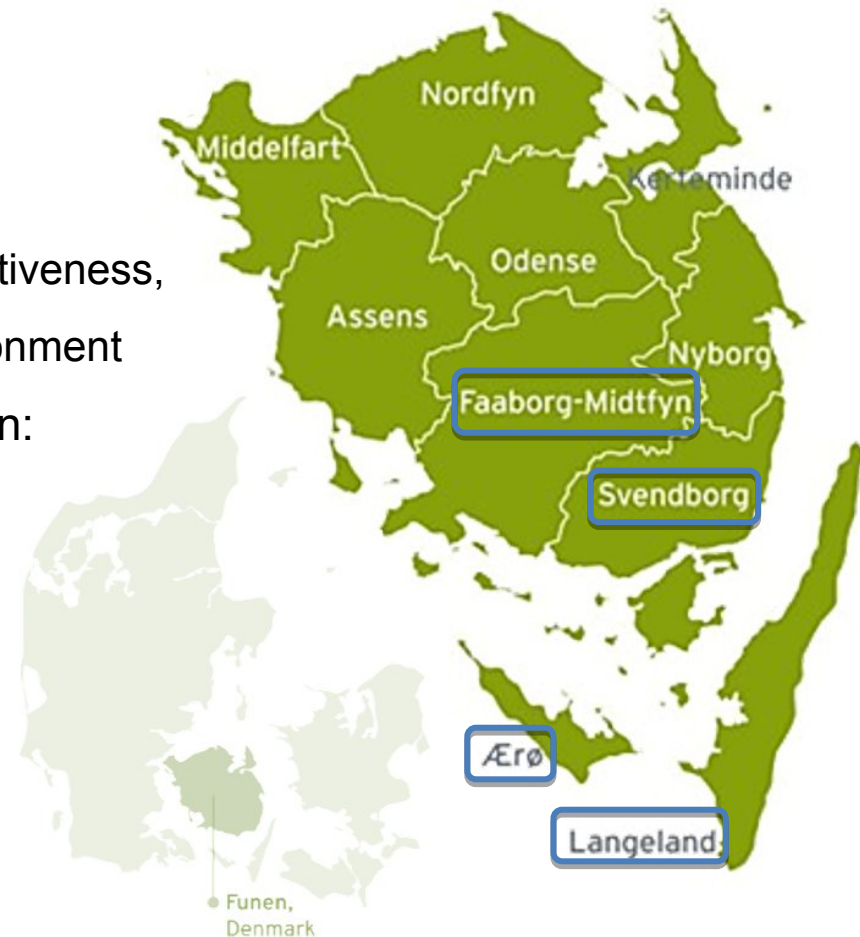 tiveness,
onment
n:
Nordfyn
Middelfart
Kerteminde
Odense
Assens
Nyborg
Faaborg-Midtfyn
Svendborg
Ærø
Langeland
Funen,
Denmark